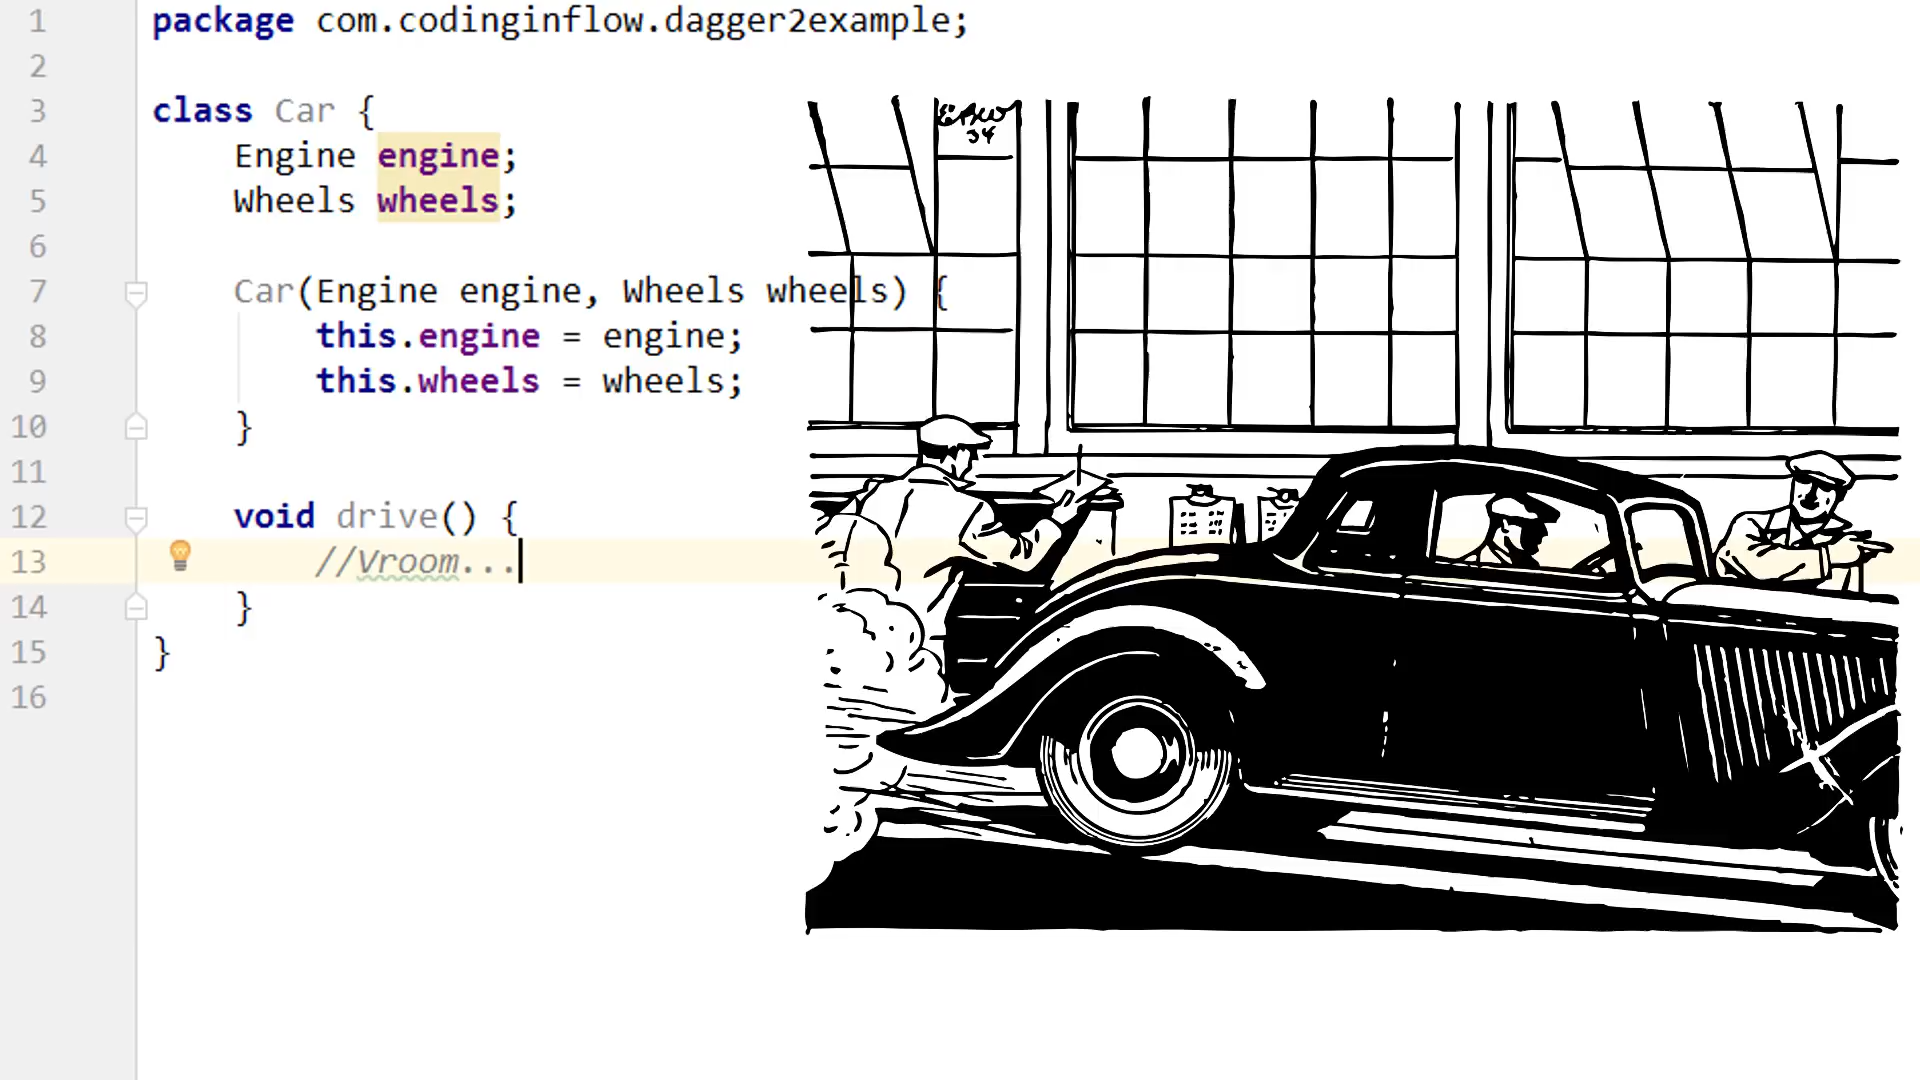 1 package com.codinginflow.dagger2example;
2
3 class Car {
4 Engine engine;
5 Wheels wheels;
6
7 Car(Engine engine, Wheels wheels) {
8 this.engine = engine;
9 this.wheels = wheels;
10 }
11
12 void drive() {
13 //Vroom...
14 }
15 }
16
34